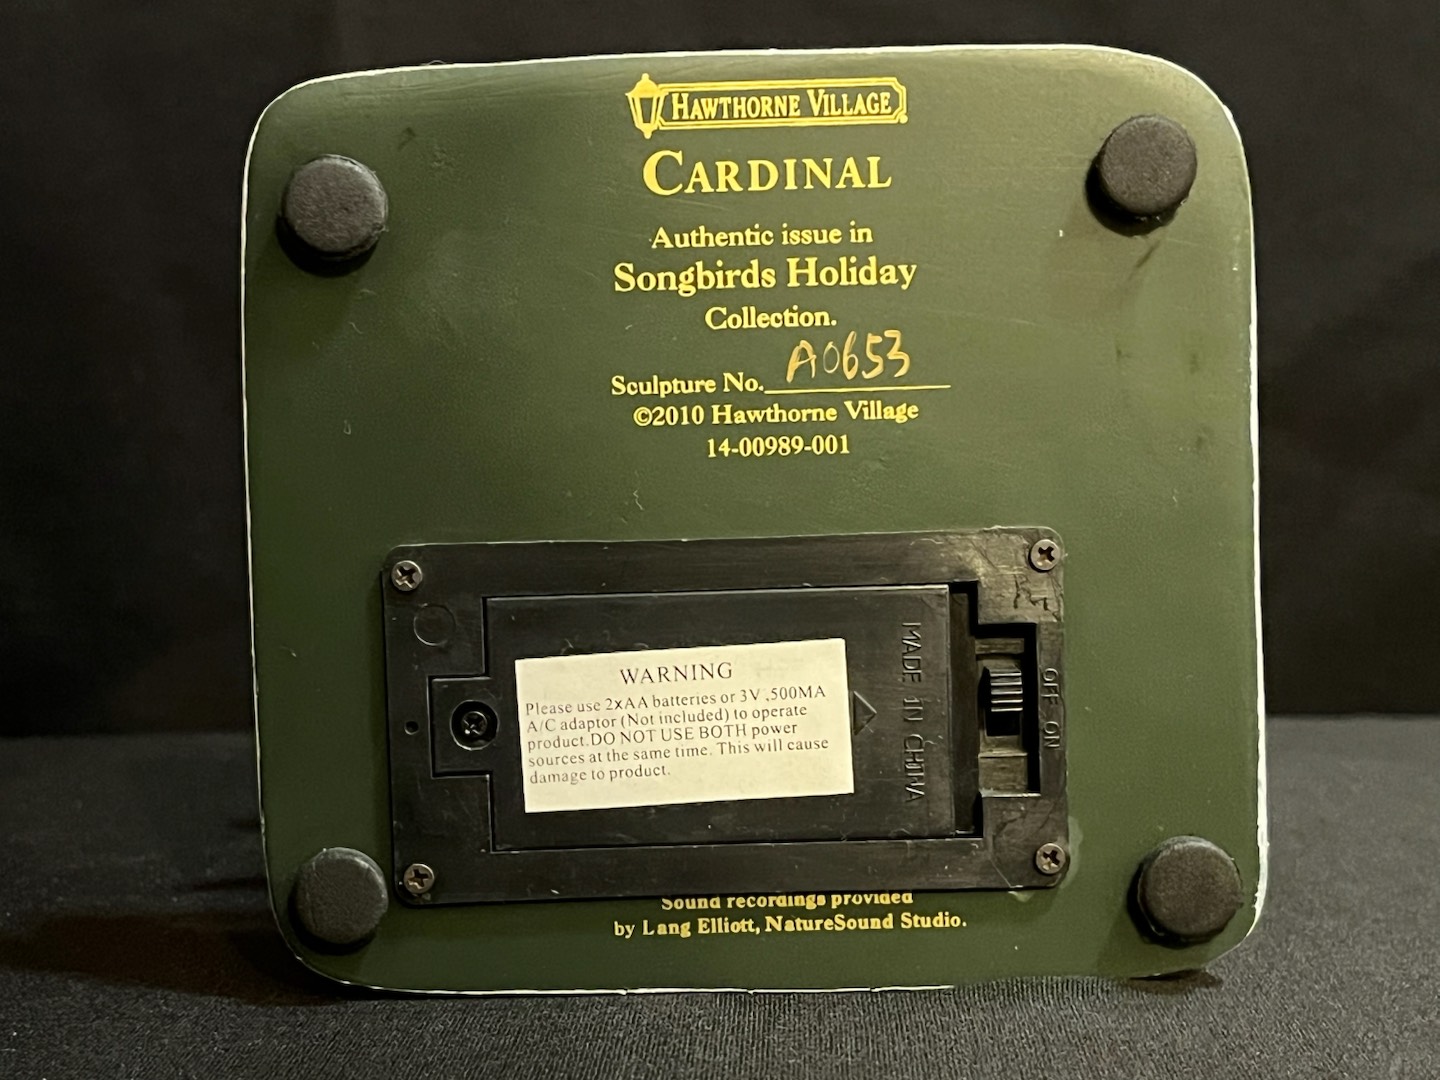 HAWTHORNE VILLAGE
CARDINAL
Authentic issue in
Songbirds Holiday
Collection.
Sculpture No. A0653
©2010 Hawthorne Village
14-00989-001
WARNING
Please use 2xAA batteries or 3V .500MA
A/C adaptor (Not included) to operate
product.DO NOT USE BOTH power
sources at the same time. This will cause
damage to product.
MADE IN CHINA
OFF ON
Sound recordings provided
by Lang Elliott, NatureSound Studio.